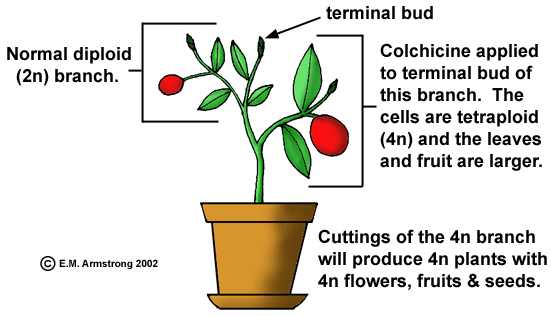 terminal bud
Normal diploid
(2n) branch.
Colchicine applied
to terminal bud of
this branch. The
cells are tetraploid
(4n) and the leaves
and fruit are larger.
Cuttings of the 4n branch
will produce 4n plants with
4n flowers, fruits & seeds.
© E.M. Armstrong 2002